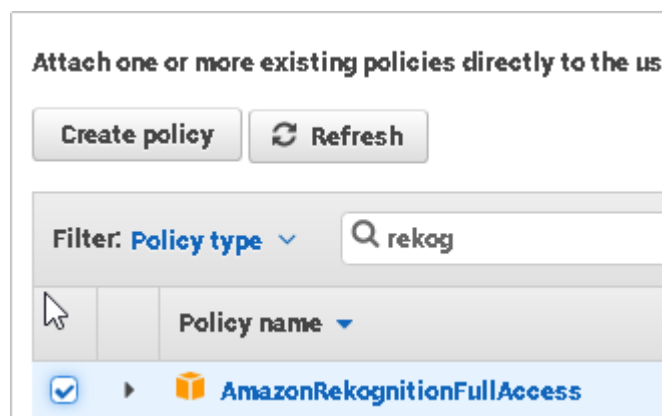 Attach one or more existing policies directly to the us
Create policy Refresh
Filter: Policy type rekog
Policy name
AmazonRekognitionFullAccess